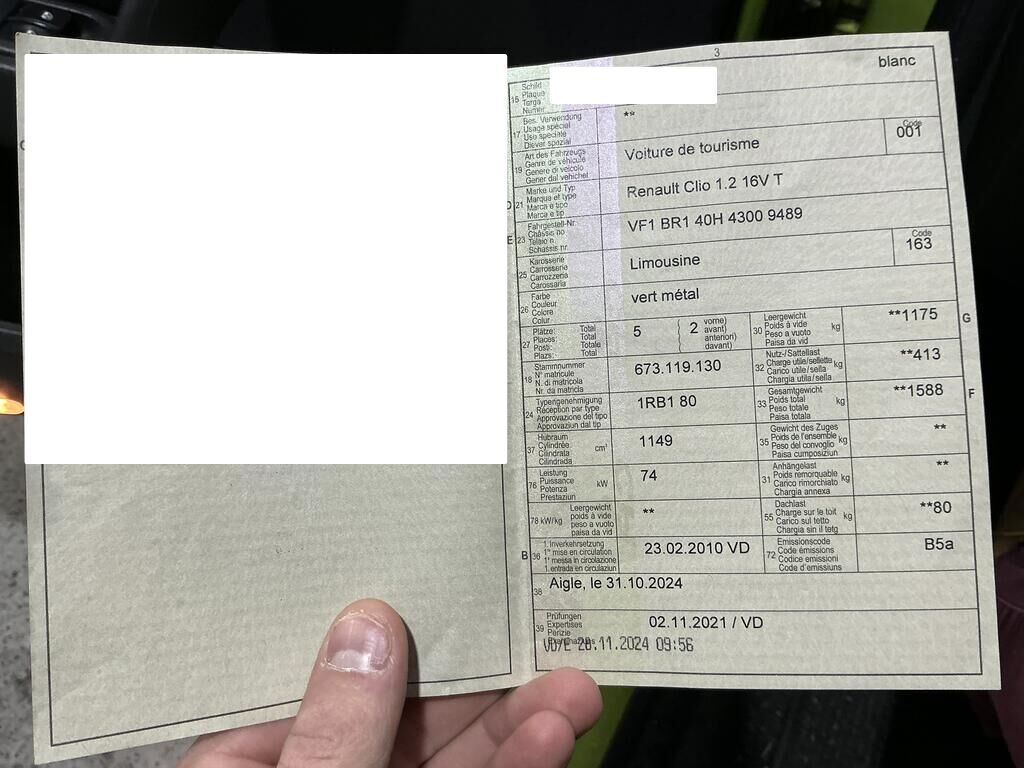 3
blanc
15 Schild
Plaque
Targa
Numer
17 Bes. Verwendung
Usage spécial
Uso speciale
Diever spezial
**
19 Art des Fahrzeugs
Genre de véhicule
Genere di veicolo
Gener dal vehichel
Voiture de tourisme
Code
001
D 21 Marke und Typ
Marque et type
Marca e tipo
Marca e tip
Renault Clio 1.2 16V T
E 23 Fahrgestell-Nr.
Châssis no
Telaio n.
Schassis nr.
VF1 BR1 40H 4300 9489
25 Karosserie
Carrosserie
Carrozzeria
Carossaria
Limousine
Code
163
26 Farbe
Couleur
Colore
Colur
vert métal
27 Plätze: Total
Places: Total
Posti: Totale
Plazs: Total
5
2 vorne)
avant)
anteriori)
davant)
30 Leergewicht
Poids à vide
Peso a vuoto
Paisa da vid
kg
**1175
G
18 Stammnummer
N° matricule
N. di matricola
Nr. da matricla
673.119.130
32 Nutz-/Sattellast
Charge utile/sellette
Carico utile/sella
Chargia utila/sella
kg
**413
24 Typengenehmigung
Réception par type
Approvazione del tipo
Approvaziun dal tip
1RB1 80
33 Gesamtgewicht
Poids total
Peso totale
Paisa totala
kg
**1588
F
37 Hubraum
Cylindrée
Cilindrata
Cilindrada
cm³
1149
35 Gewicht des Zuges
Poids de l'ensemble
Peso del convoglio
Paisa cumposiziun
kg
**
76 Leistung
Puissance
Potenza
Prestaziun
kW
74
31 Anhängelast
Poids remorquable
Carico rimorchiato
Chargia annexa
kg
**
78 kW/kg
Leergewicht
poids à vide
peso a vuoto
paisa da vid
**
55 Dachlast
Charge sur le toit
Carico sul tetto
Chargia sin il tetg
kg
**80
B 36 1. Inverkehrsetzung
1re mise en circulation
1a messa in circolazione
1. entrada en circulaziun
23.02.2010 VD
72 Emissionscode
Code émissions
Codice emissioni
Code d'emissiuns
B5a
38 Aigle, le 31.10.2024
39 Prüfungen
Expertises
Perizie
02.11.2021 / VD
VD/E 28.11.2024 09:56